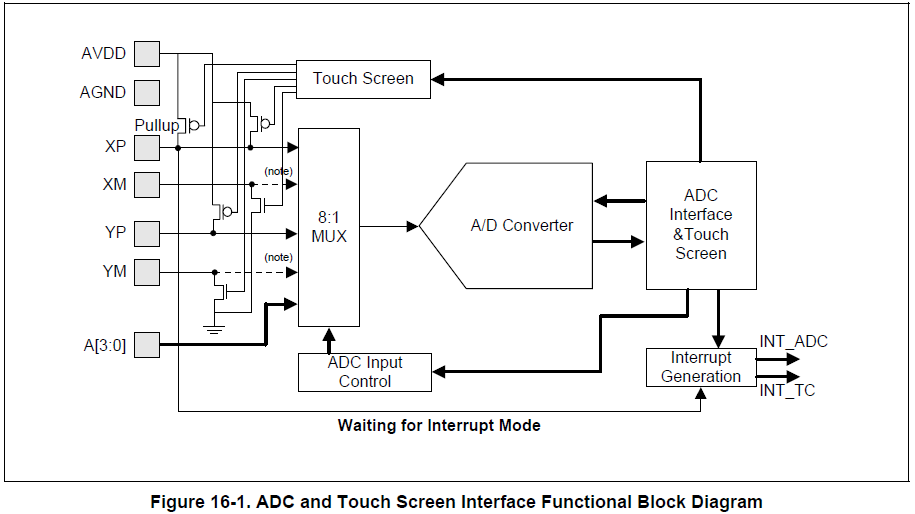 AVDD
Touch Screen
AGND
Pullup
XP
XM
(note)
8:1
MUX
A/D Converter
ADC
Interface
&Touch
Screen
YP
YM
(note)
A[3:0]
ADC Input
Control
Interrupt
Generation
INT_ADC
INT_TC
Waiting for Interrupt Mode
Figure 16-1. ADC and Touch Screen Interface Functional Block Diagram